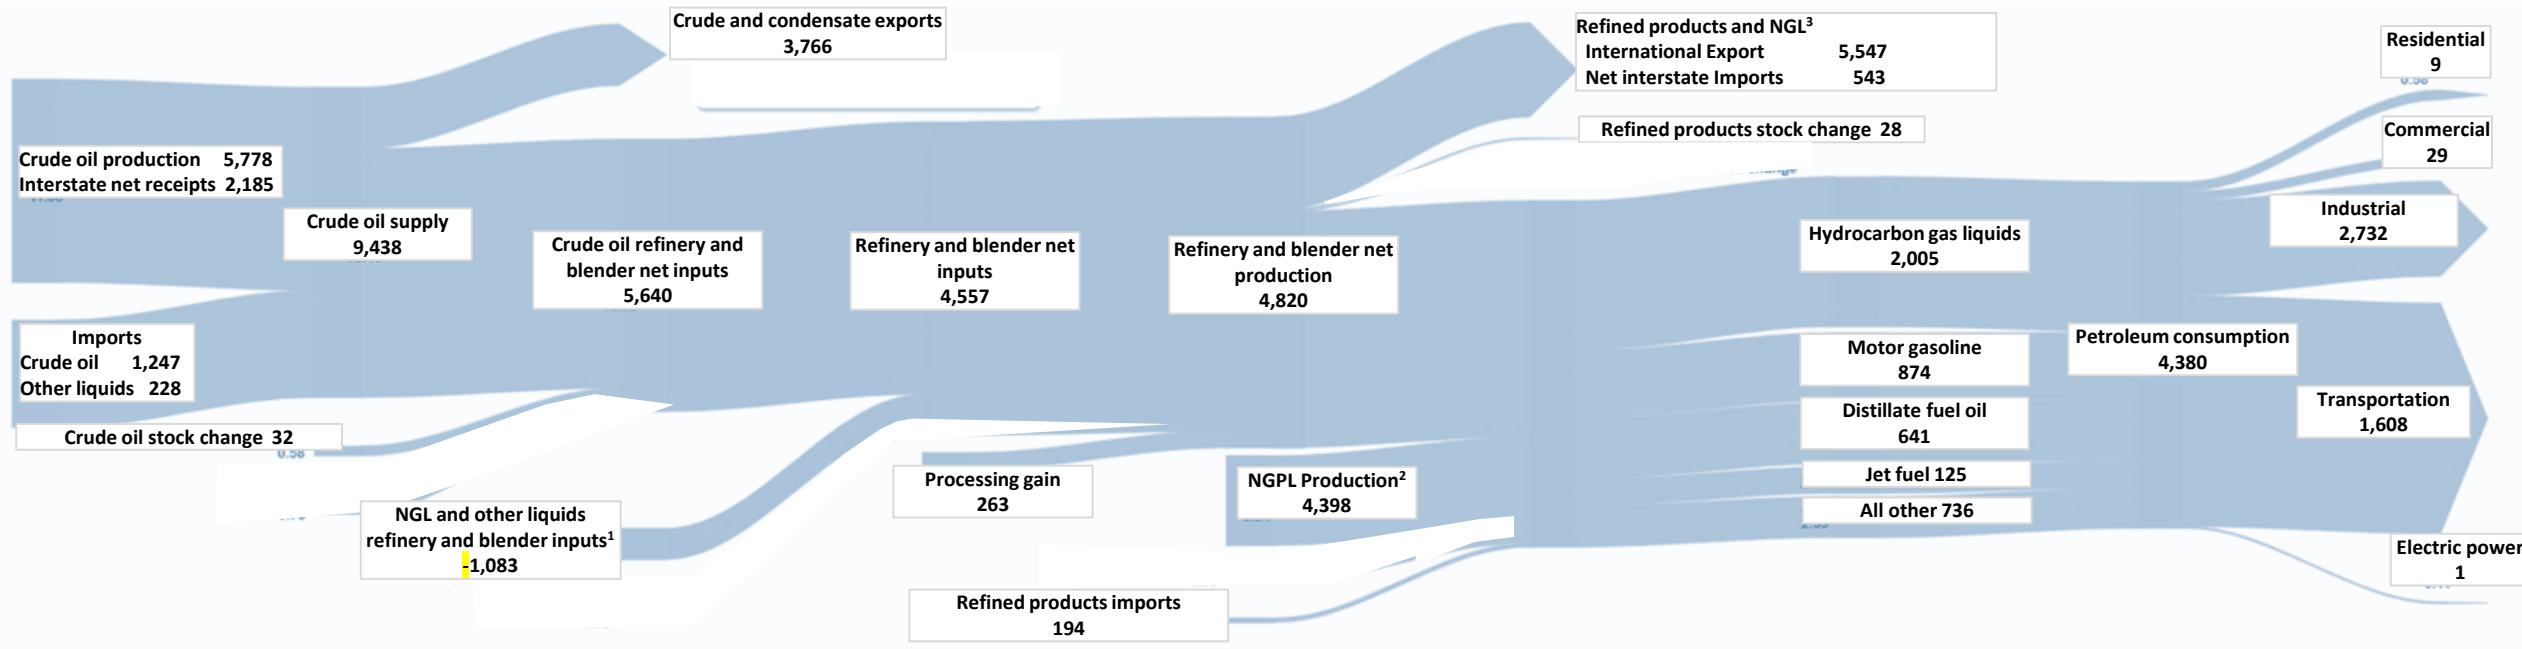 Crude and condensate exports
3,766
Refined products and NGL³
International Export 5,547
Net interstate Imports 543
Residential
9
0.58
Refined products stock change 28
change
Commercial
29
Crude oil production 5,778
Interstate net receipts 2,185
Crude oil supply
9,438
Crude oil refinery and
blender net inputs
5,640
Refinery and blender net
inputs
4,557
Refinery and blender net
production
4,820
Hydrocarbon gas liquids
2,005
Industrial
2,732
Imports
Crude oil 1,247
Other liquids 228
Motor gasoline
874
Petroleum consumption
4,380
Distillate fuel oil
641
Transportation
1,608
Crude oil stock change 32
0.58
Processing gain
263
NGPL Production²
4,398
Jet fuel 125
All other 736
NGL and other liquids
refinery and blender inputs¹
-1,083
Electric power
1
Refined products imports
194